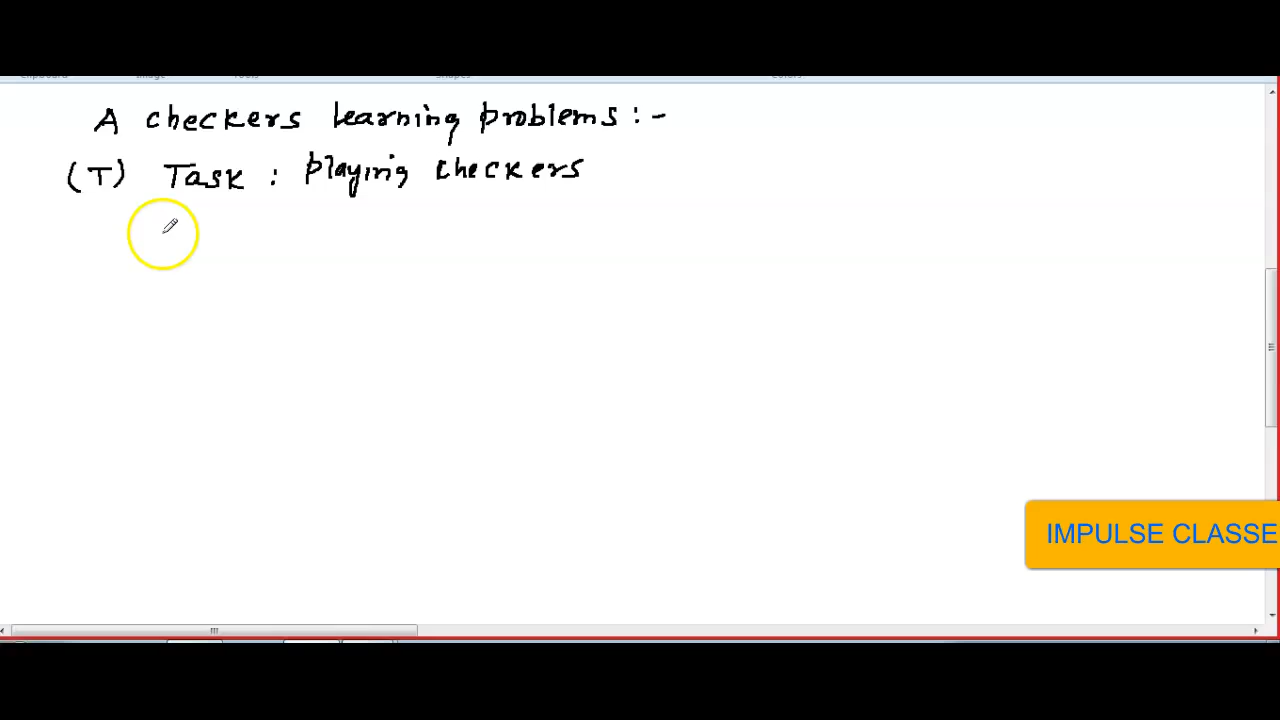 A checkers learning problems :-
(T) Task : playing checkers
IMPULSE CLASSE